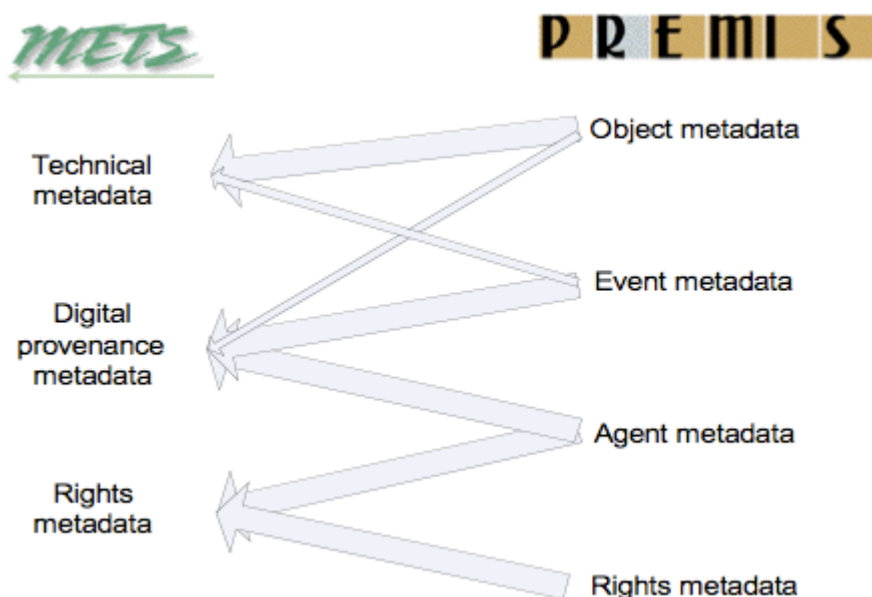 METS
PREMIS
Technical
metadata
Object metadata
Event metadata
Digital
provenance
metadata
Agent metadata
Rights
metadata
Rights metadata